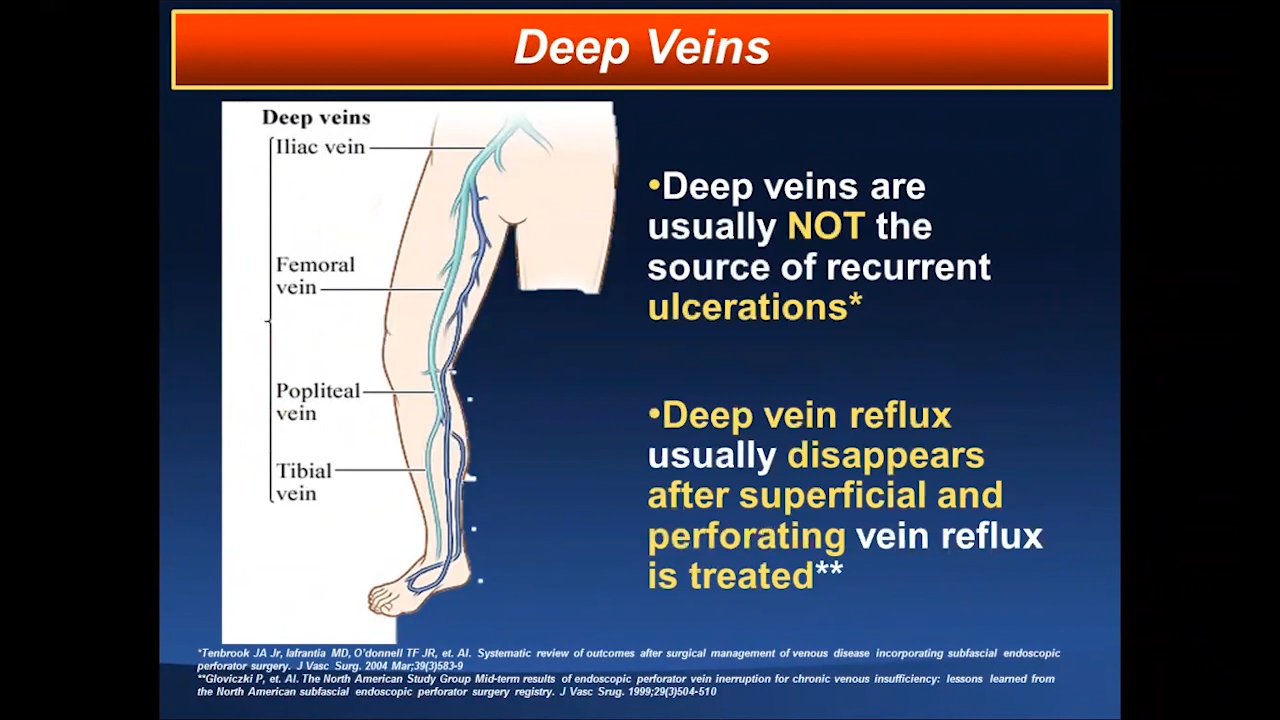 Deep Veins
Deep veins
Iliac vein
Femoral
vein
Popliteal
vein
Tibial
vein
•Deep veins are
usually NOT the
source of recurrent
ulcerations*
•Deep vein reflux
usually disappears
after superficial and
perforating vein reflux
is treated**
*Tenbrook JA Jr, Iafrantia MD, O'donnell TF JR, et. Al. Systematic review of outcomes after surgical management of venous disease incorporating subfascial endoscopic
perforator surgery. J Vasc Surg. 2004 Mar;39(3)583-9
**Gloviczki P, et. Al. The North American Study Group Mid-term results of endoscopic perforator vein inerruption for chronic venous insufficiency: lessons learned from
the North American subfascial endoscopic perforator surgery registry. J Vasc Srug. 1999;29(3)504-510